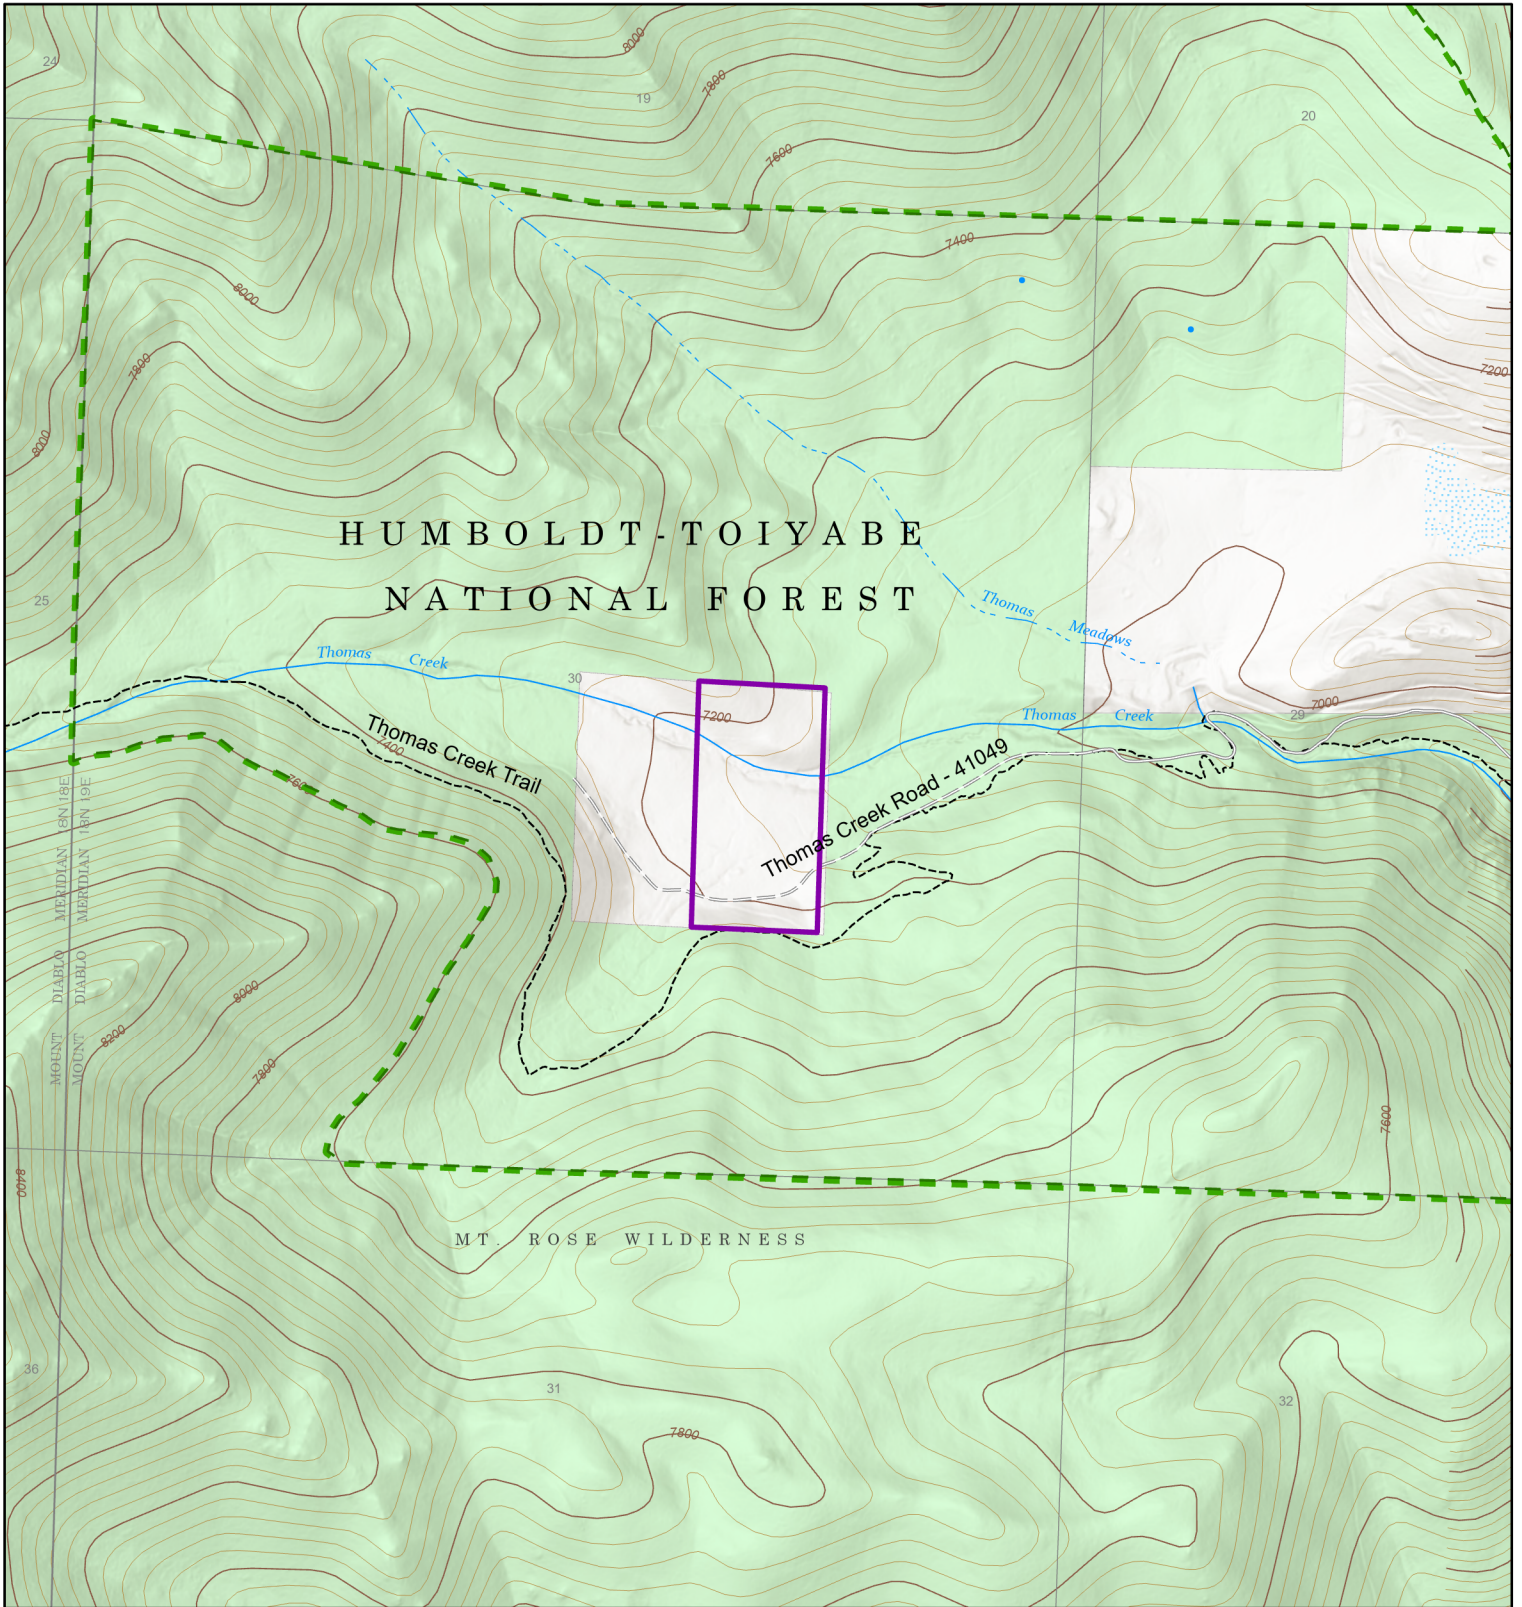 8000
24
7800
19
20
7600
7400
8000
7800
7200
8000
HUMBOLDT-TOIYABE
NATIONAL FOREST
25
Thomas
Meadows
Thomas Creek
30
7200
Thomas Creek
29
7000
Thomas Creek Trail
7400
Thomas Creek Road - 41049
7600
MOUNT DIABLO MERIDIAN 18N 18E
MOUNT DIABLO MERIDIAN 18N 19E
8000
8200
7800
7600
8400
MT. ROSE WILDERNESS
36
31
32
7800